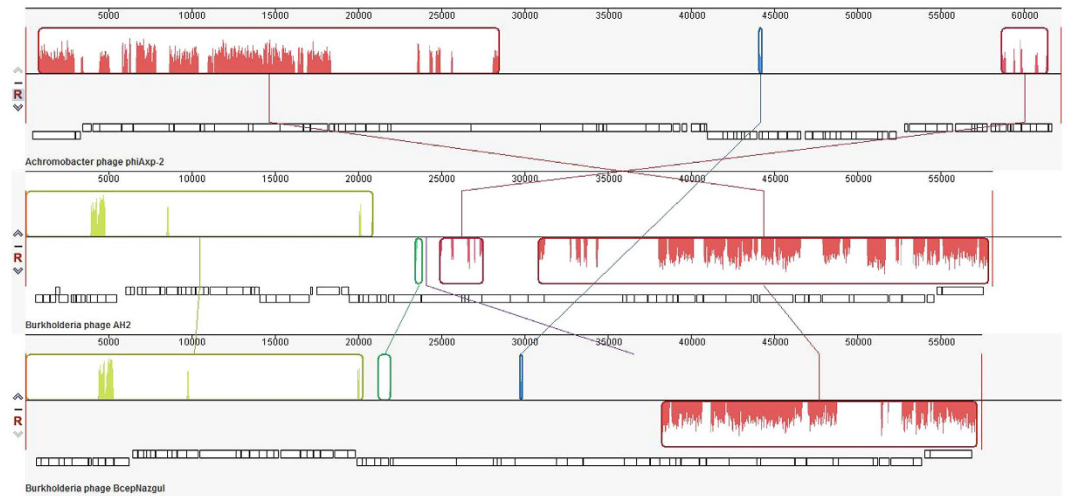 5000 10000 15000 20000 25000 30000 35000 40000 45000 50000 55000 60000
R
Achromobacter phage phiAxp-2
5000 10000 15000 20000 25000 30000 35000 40000 45000 50000 55000
R
Burkholderia phage AH2
5000 10000 15000 20000 25000 30000 35000 40000 45000 50000 55000
R
Burkholderia phage BcepNazgul